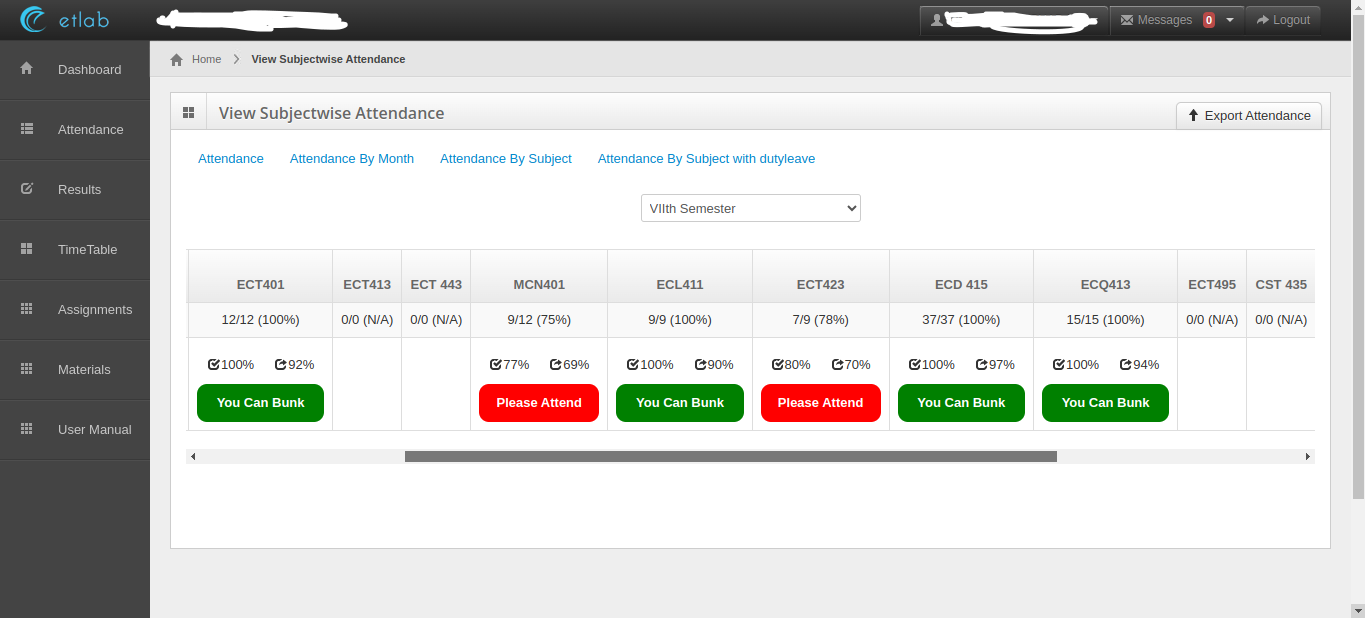 etlab
Messages 0 Logout
Dashboard
Attendance
Results
TimeTable
Assignments
Materials
User Manual
Home View Subjectwise Attendance
View Subjectwise Attendance
Export Attendance
Attendance Attendance By Month Attendance By Subject Attendance By Subject with dutyleave
VIIth Semester
ECT401 ECT413 ECT 443 MCN401 ECL411 ECT423 ECD 415 ECQ413 ECT495 CST 435
12/12 (100%) 0/0 (N/A) 0/0 (N/A) 9/12 (75%) 9/9 (100%) 7/9 (78%) 37/37 (100%) 15/15 (100%) 0/0 (N/A) 0/0 (N/A)
100% 92% 77% 69% 100% 90% 80% 70% 100% 97% 100% 94%
You Can Bunk Please Attend You Can Bunk Please Attend You Can Bunk You Can Bunk